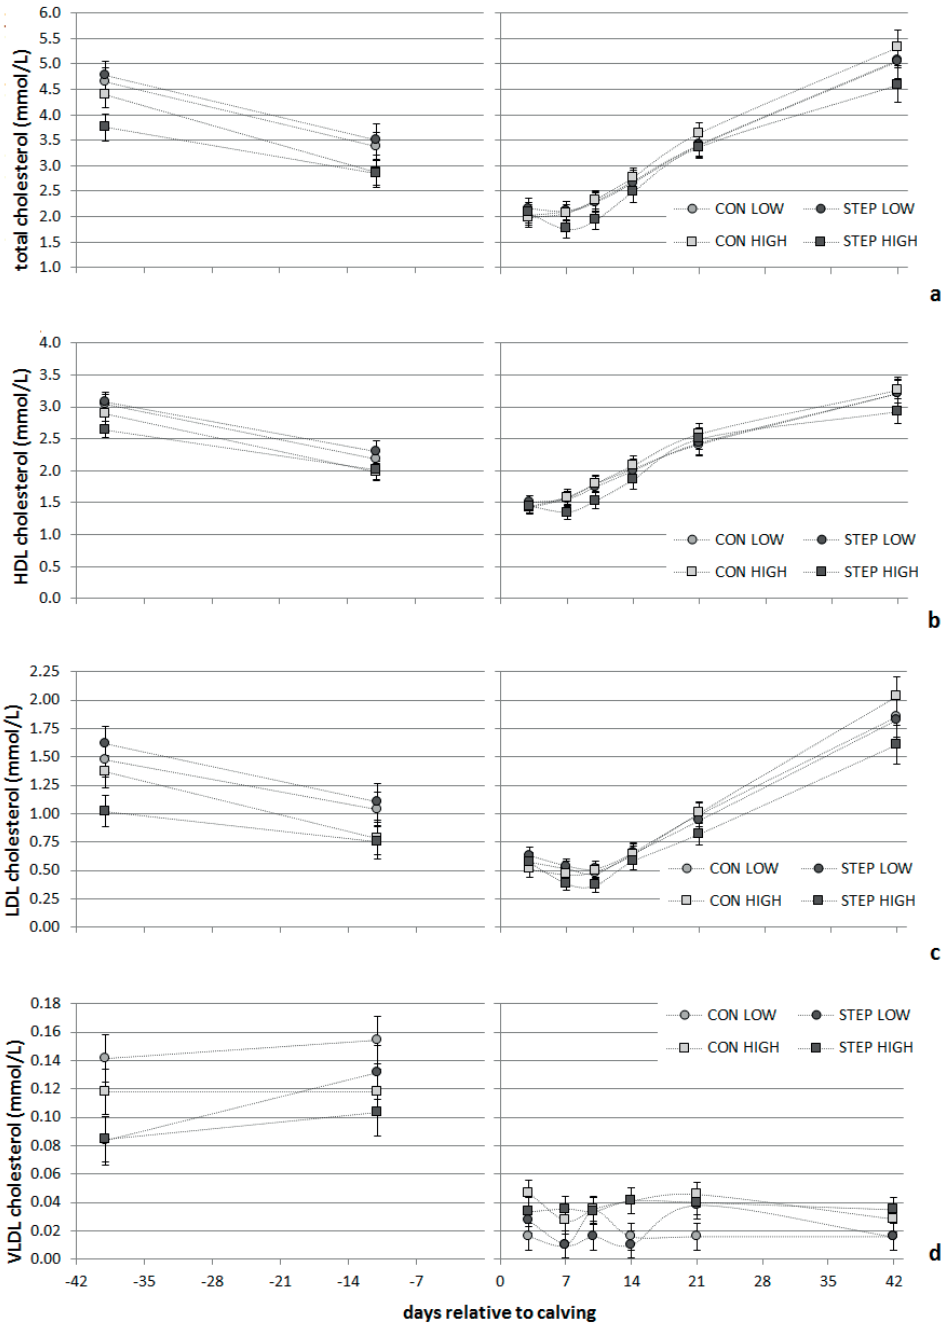 total cholesterol (mmol/L)
6.0
5.5
5.0
4.5
4.0
3.5
3.0
2.5
2.0
1.5
1.0
CON LOW STEP LOW
CON HIGH STEP HIGH
a
HDL cholesterol (mmol/L)
4.0
3.5
3.0
2.5
2.0
1.5
1.0
0.5
0.0
CON LOW STEP LOW
CON HIGH STEP HIGH
b
LDL cholesterol (mmol/L)
2.25
2.00
1.75
1.50
1.25
1.00
0.75
0.50
0.25
0.00
CON LOW STEP LOW
CON HIGH STEP HIGH
c
VLDL cholesterol (mmol/L)
0.18
0.16
0.14
0.12
0.10
0.08
0.06
0.04
0.02
0.00
CON LOW STEP LOW
CON HIGH STEP HIGH
d
-42 -35 -28 -21 -14 -7 0 7 14 21 28 35 42
days relative to calving